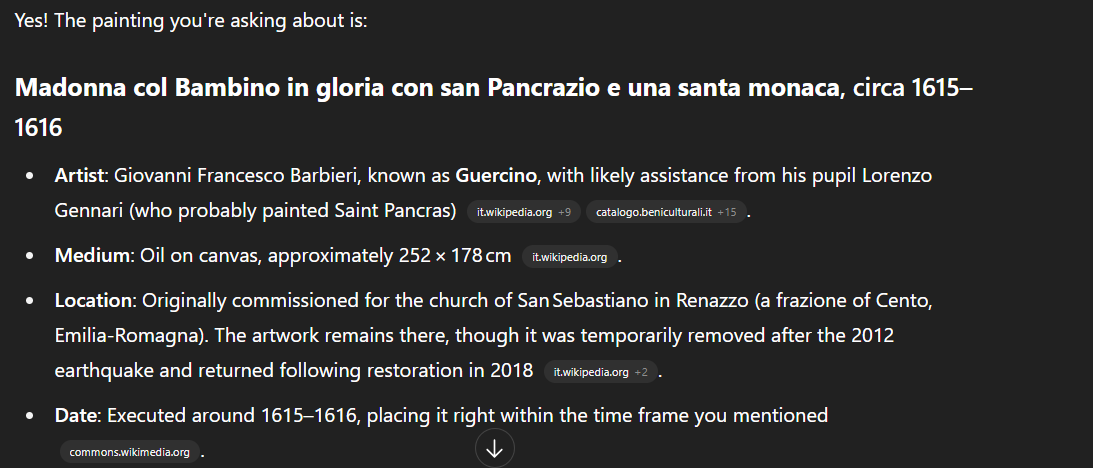 Yes! The painting you're asking about is:
Madonna col Bambino in gloria con san Pancrazio e una santa monaca, circa 1615–
1616
• Artist: Giovanni Francesco Barbieri, known as Guercino, with likely assistance from his pupil Lorenzo
Gennari (who probably painted Saint Pancras) it.wikipedia.org +9 catalogo.beniculturali.it +15 .
• Medium: Oil on canvas, approximately 252 × 178 cm it.wikipedia.org .
• Location: Originally commissioned for the church of San Sebastiano in Renazzo (a frazione of Cento,
Emilia-Romagna). The artwork remains there, though it was temporarily removed after the 2012
earthquake and returned following restoration in 2018 it.wikipedia.org +2 .
• Date: Executed around 1615–1616, placing it right within the time frame you mentioned
commons.wikimedia.org .